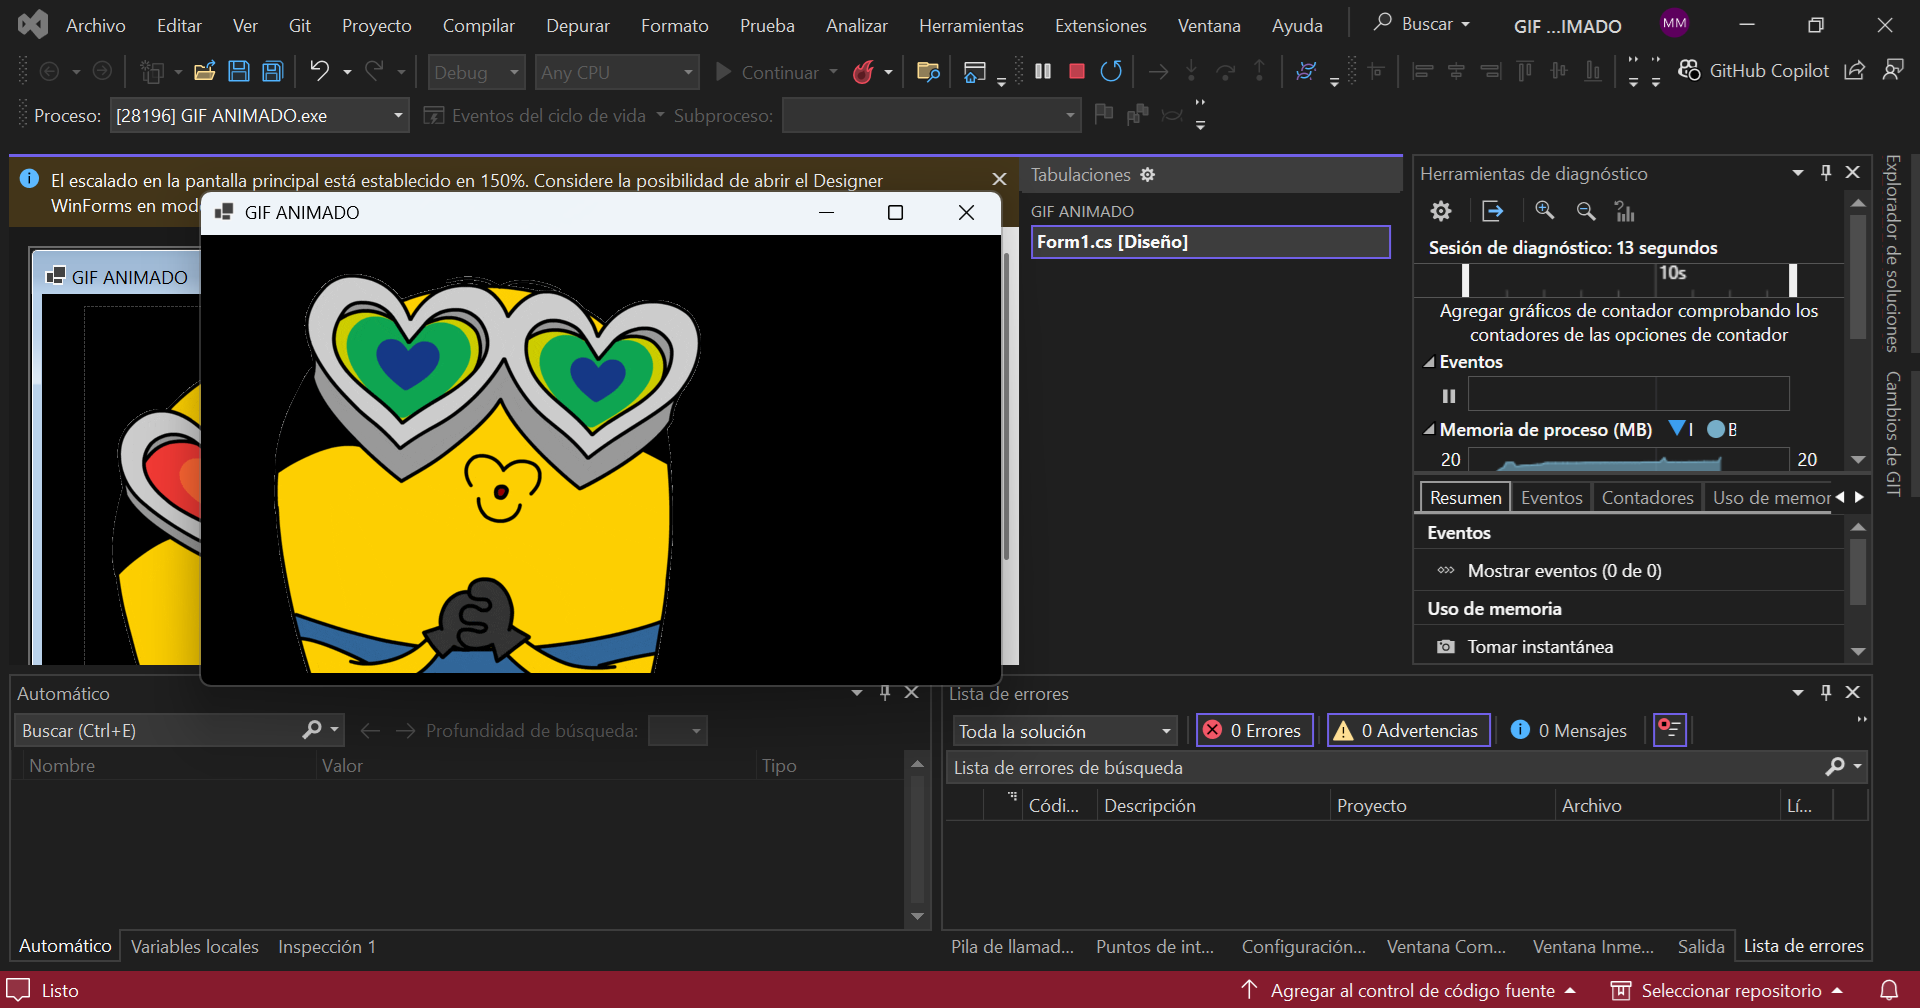 Archivo Editar Ver Git Proyecto Compilar Depurar Formato Prueba Analizar Herramientas Extensiones Ventana Ayuda Buscar GIF ...IMADO MM
Debug Any CPU Continuar GitHub Copilot
Proceso: [28196] GIF ANIMADO.exe Eventos del ciclo de vida Subproceso:
El escalado en la pantalla principal está establecido en 150%. Considere la posibilidad de abrir el Designer
WinForms en mod
GIF ANIMADO
GIF ANIMADO
Tabulaciones
GIF ANIMADO
Form1.cs [Diseño]
Herramientas de diagnóstico
Sesión de diagnóstico: 13 segundos
10s
Agregar gráficos de contador comprobando los
contadores de las opciones de contador
Eventos
Memoria de proceso (MB) I B
20 20
Resumen Eventos Contadores Uso de memor
Eventos
Mostrar eventos (0 de 0)
Uso de memoria
Tomar instantánea
Explorador de soluciones
Cambios de GIT
Automático
Buscar (Ctrl+E) Profundidad de búsqueda:
Nombre Valor Tipo
Automático Variables locales Inspección 1
Lista de errores
Toda la solución 0 Errores 0 Advertencias 0 Mensajes
Lista de errores de búsqueda
Códi... Descripción Proyecto Archivo Lí...
Pila de llamad... Puntos de int... Configuración... Ventana Com... Ventana Inme... Salida Lista de errores
Listo Agregar al control de código fuente Seleccionar repositorio